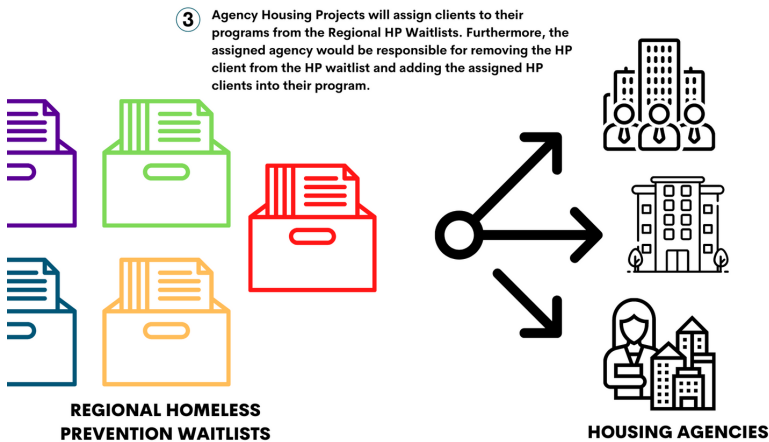 3
Agency Housing Projects will assign clients to their
programs from the Regional HP Waitlists. Furthermore, the
assigned agency would be responsible for removing the HP
client from the HP waitlist and adding the assigned HP
clients into their program.
REGIONAL HOMELESS
PREVENTION WAITLISTS
HOUSING AGENCIES